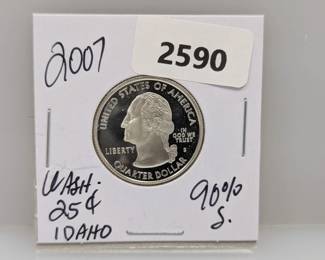 2007
2590
UNITED STATES OF AMERICA
IN
GOD WE
TRUST
LIBERTY
S
QUARTER DOLLAR
WASH.
25¢
IDAHO
90%
S.